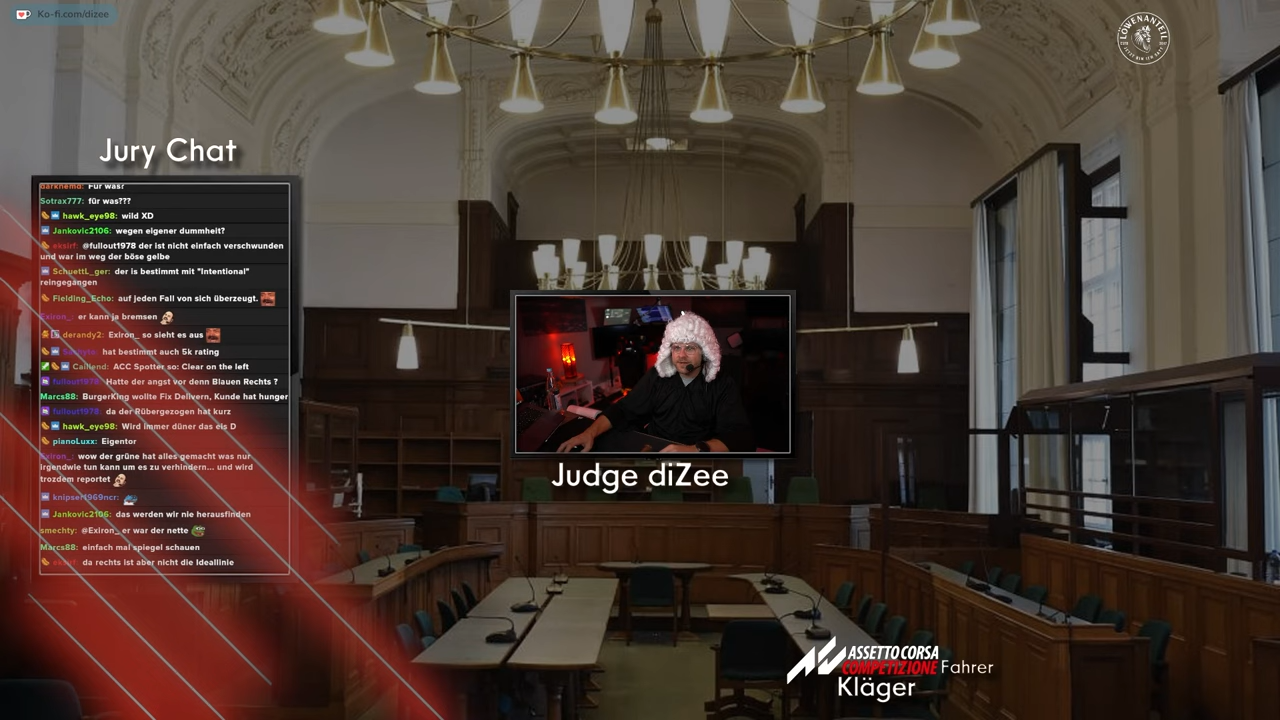 Ko-fi.com/dizee
LÖWENANTEIL
Jury Chat
darknemd: Für was?
Sotrax777: für was???
hawk_eye98: wild XD
Jankovic2106: wegen eigener dummheit?
eksirf: @fullout1978 der ist nicht einfach verschwunden
und war im weg der böse gelbe
SchuettL_ger: der is bestimmt mit "Intentional"
reingegangen
Fielding_Echo: auf jeden Fall von sich überzeugt.
Exiron_: er kann ja bremsen
derandy2: Exiron_ so sieht es aus
hat bestimmt auch 5k rating
Caillend: ACC Spotter so: Clear on the left
fullout1978: Hatte der angst vor denn Blauen Rechts ?
Marcs88: BurgerKing wollte Fix Delivern, Kunde hat hunger
fullout1978: da der Rübergezogen hat kurz
hawk_eye98: Wird immer düner das eis D
pianoLuxx: Eigentor
Exiron_: wow der grüne hat alles gemacht was nur
irgendwie tun kann um es zu verhindern... und wird
trozdem reportet
knipser1969ncr:
Jankovic2106: das werden wir nie herausfinden
smechty: @Exiron_ er war der nette
Marcs88: einfach mal spiegel schauen
eksirf: da rechts ist aber nicht die Ideallinie
Judge diZee
ASSETTO CORSA
COMPETIZIONE Fahrer
Kläger